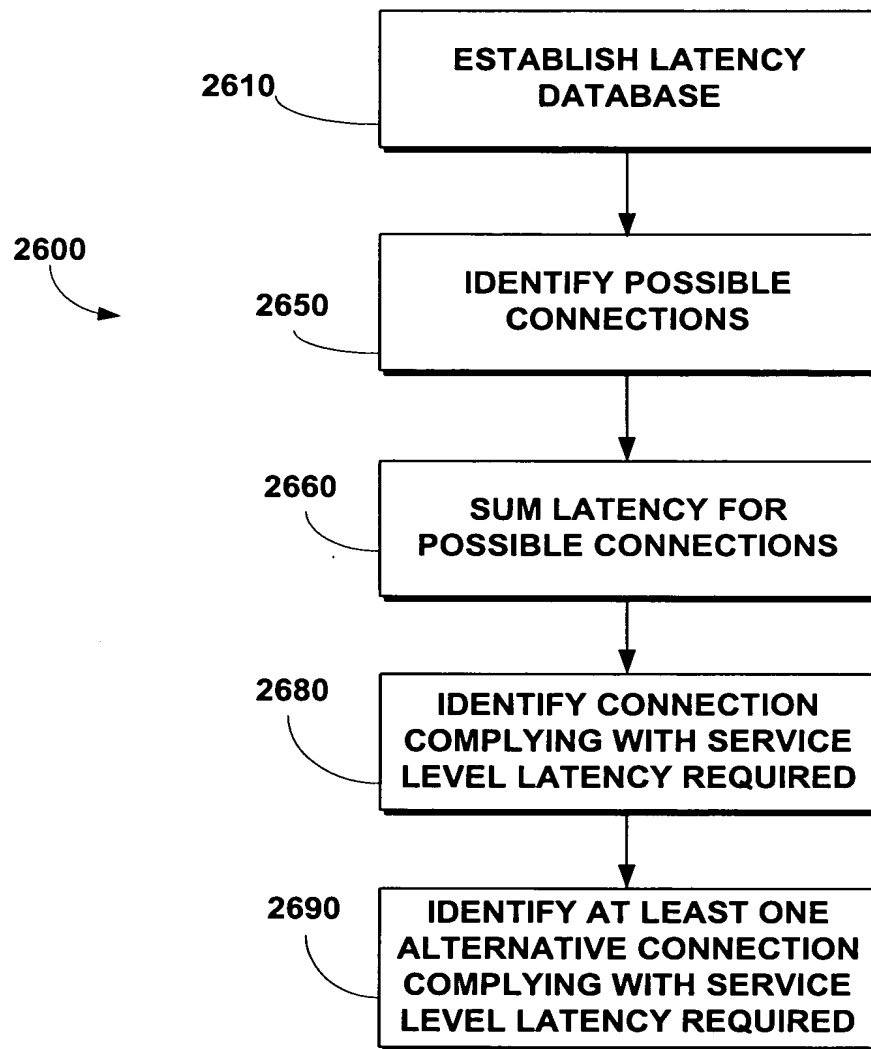 ESTABLISH LATENCY
DATABASE
2610
2600
IDENTIFY POSSIBLE
CONNECTIONS
2650
2660
SUM LATENCY FOR
POSSIBLE CONNECTIONS
2680
IDENTIFY CONNECTION
COMPLYING WITH SERVICE
LEVEL LATENCY REQUIRED
2690
IDENTIFY AT LEAST ONE
ALTERNATIVE CONNECTION
COMPLYING WITH SERVICE
LEVEL LATENCY REQUIRED